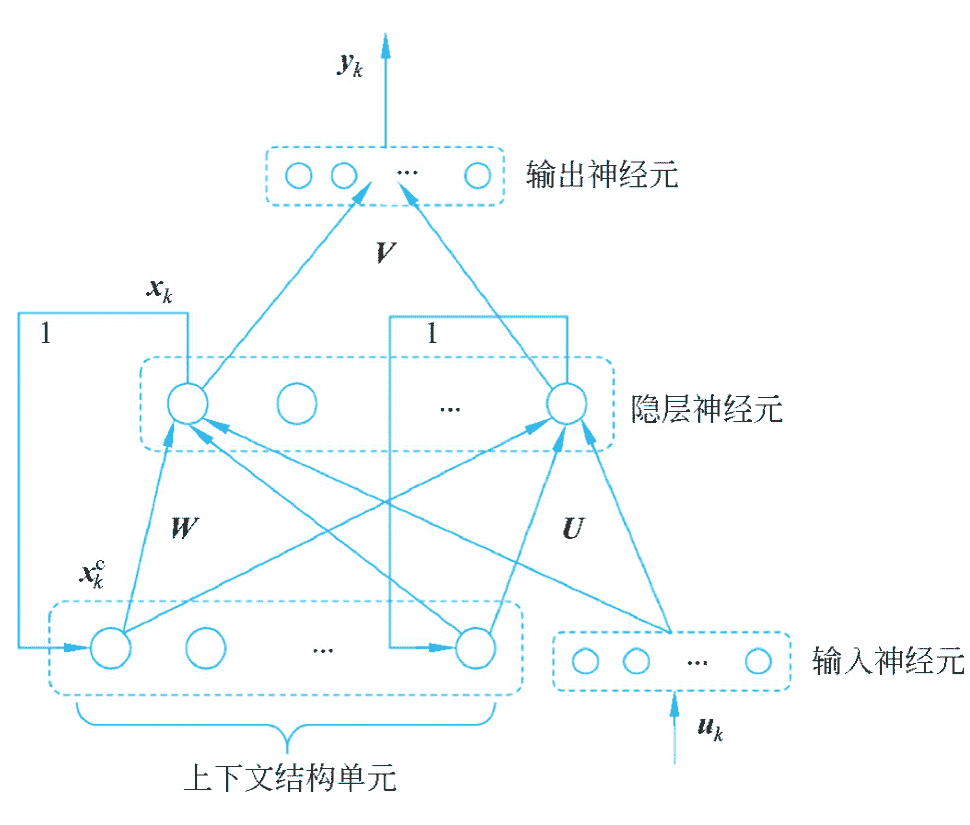 y_k
··· 输出神经元
V
x_k
1 1
··· 隐层神经元
W U
x_k^c
··· ··· 输入神经元
u_k
上下文结构单元